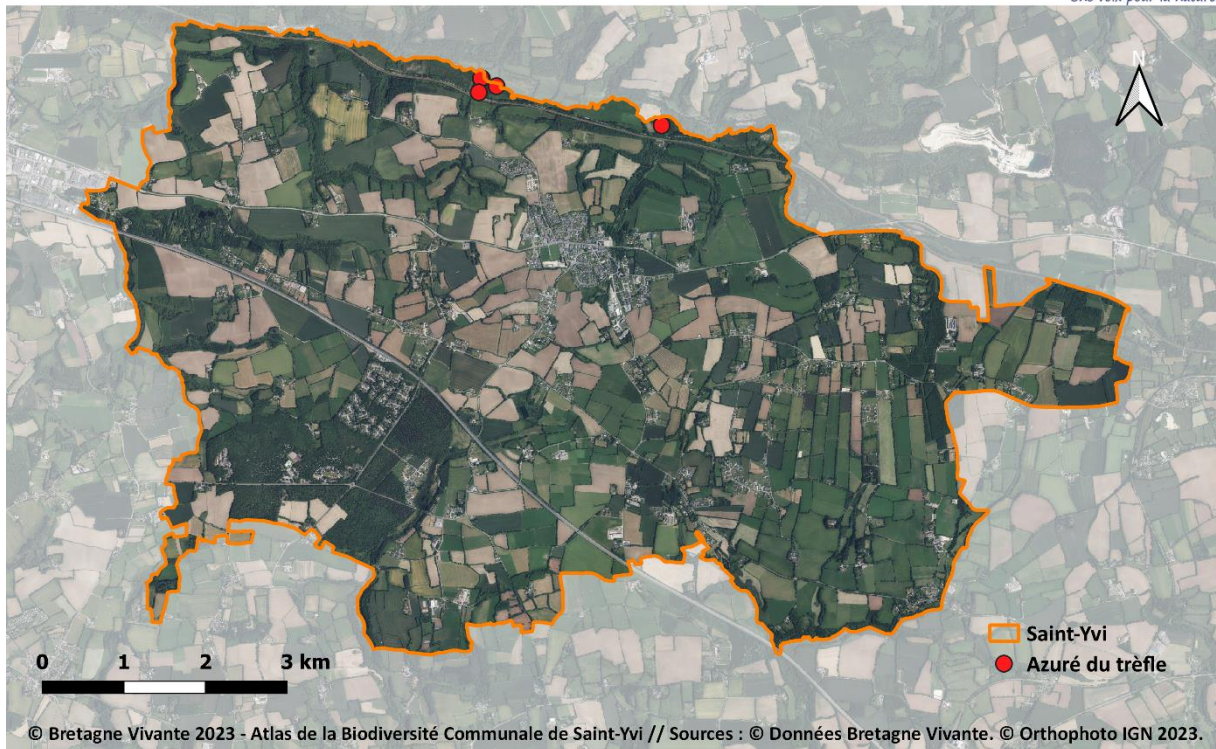 N
Saint-Yvi
Azuré du trèfle
0 1 2 3 km
© Bretagne Vivante 2023 - Atlas de la Biodiversité Communale de Saint-Yvi // Sources : © Données Bretagne Vivante. © Orthophoto IGN 2023.